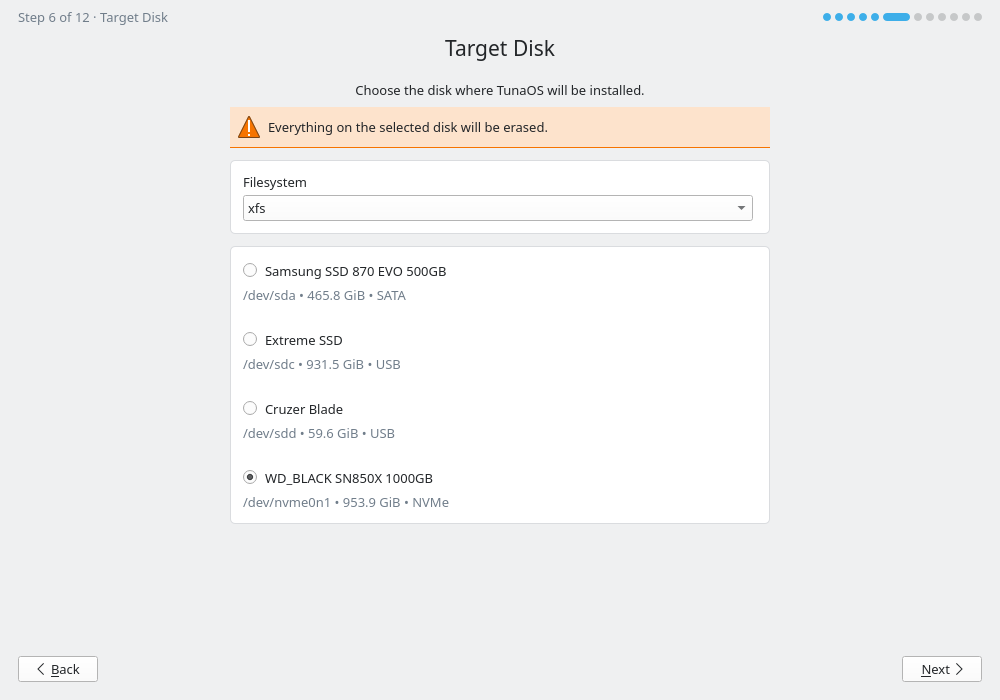 Step 6 of 12 · Target Disk
Target Disk
Choose the disk where TunaOS will be installed.
Everything on the selected disk will be erased.
Filesystem
xfs
Samsung SSD 870 EVO 500GB
/dev/sda • 465.8 GiB • SATA
Extreme SSD
/dev/sdc • 931.5 GiB • USB
Cruzer Blade
/dev/sdd • 59.6 GiB • USB
WD_BLACK SN850X 1000GB
/dev/nvme0n1 • 953.9 GiB • NVMe
Back
Next